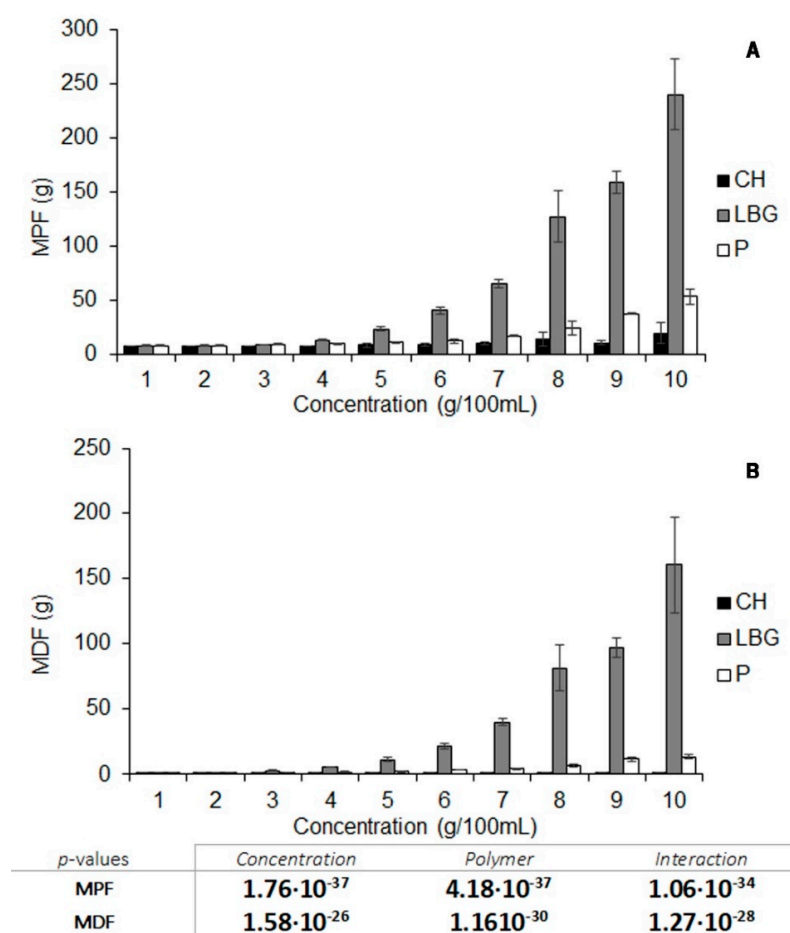 A
300
250
200
150
100
50
0
MPF (g)
CH
LBG
P
1 2 3 4 5 6 7 8 9 10
Concentration (g/100mL)
B
250
200
150
100
50
0
MDF (g)
CH
LBG
P
1 2 3 4 5 6 7 8 9 10
Concentration (g/100mL)
p-values Concentration Polymer Interaction
MPF 1.76·10⁻³⁷ 4.18·10⁻³⁷ 1.06·10⁻³⁴
MDF 1.58·10⁻²⁶ 1.1610⁻³⁰ 1.27·10⁻²⁸